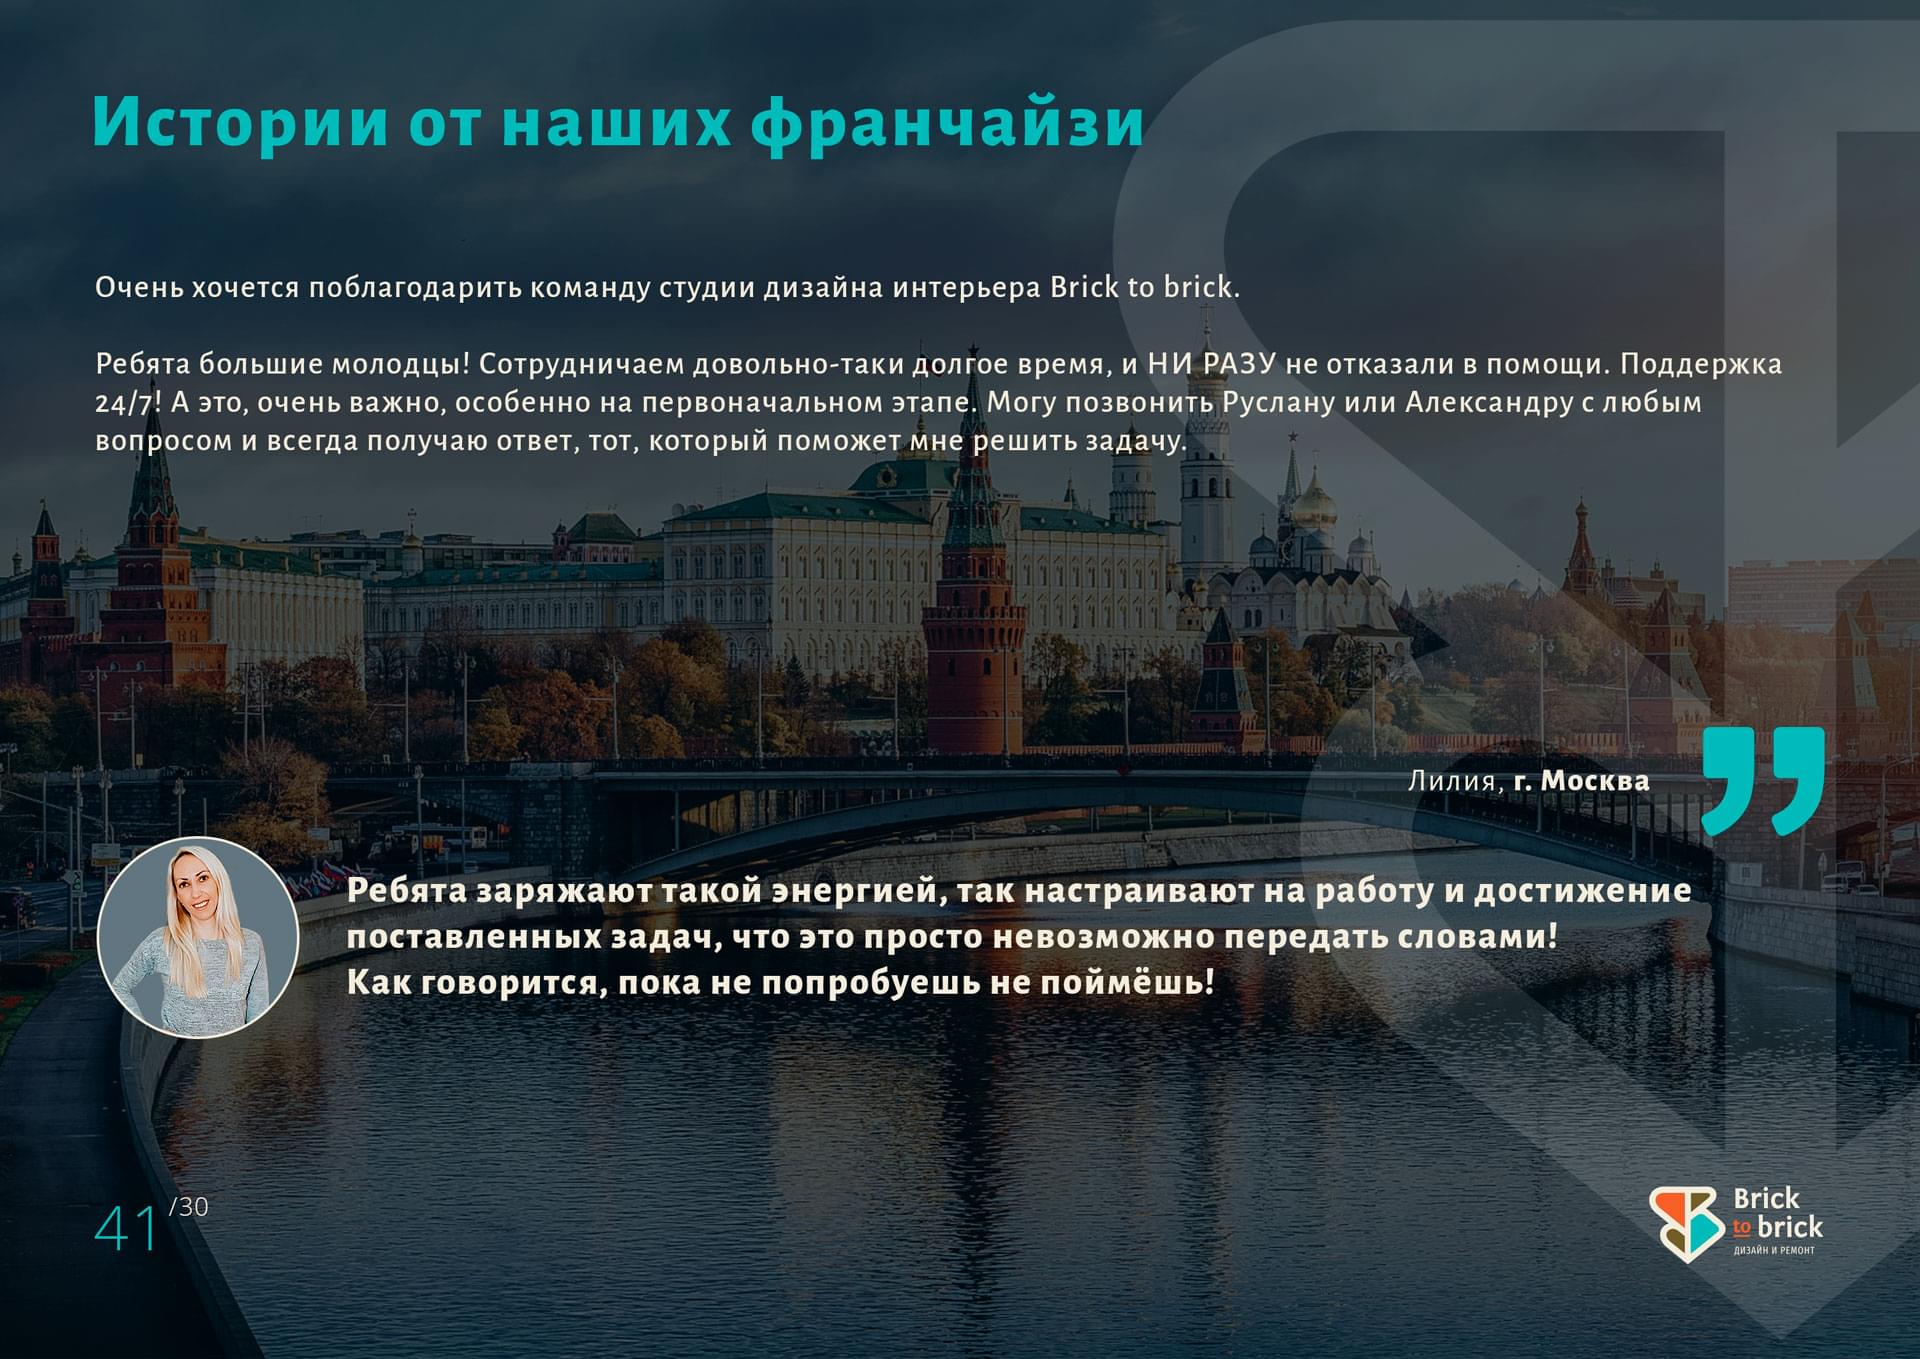 Истории от наших франчайзи
Очень хочется поблагодарить команду студии дизайна интерьера Brick to brick.
Ребята большие молодцы! Сотрудничаем довольно-таки долгое время, и НИ РАЗУ не отказали в помощи. Поддержка
24/7! А это, очень важно, особенно на первоначальном этапе. Могу позвонить Руслану или Александру с любым
вопросом и всегда получаю ответ, тот, который поможет мне решить задачу.
Лилия, г. Москва
”
Ребята заряжают такой энергией, так настраивают на работу и достижение
поставленных задач, что это просто невозможно передать словами!
Как говорится, пока не попробуешь не поймёшь!
41/30
Brick
to brick
ДИЗАЙН И РЕМОНТ